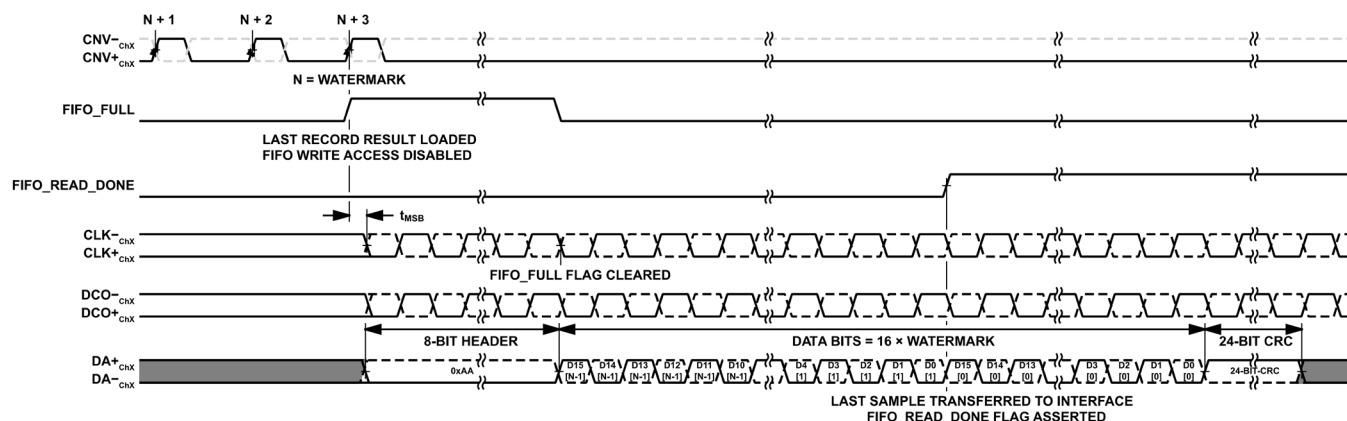 N + 1 N + 2 N + 3
CNV−ChX
CNV+ChX
N = WATERMARK
FIFO_FULL
LAST RECORD RESULT LOADED
FIFO WRITE ACCESS DISABLED
FIFO_READ_DONE
tMSB
CLK−ChX
CLK+ChX
FIFO_FULL FLAG CLEARED
DCO−ChX
DCO+ChX
8-BIT HEADER DATA BITS = 16 × WATERMARK 24-BIT CRC
DA+ChX
DA−ChX
0xAA
D15 D14 D13 D12 D11 D10 D4 D3 D2 D1 D0 D15 D14 D13 D3 D2 D1 D0
[N-1] [N-1] [N-1] [N-1] [N-1] [N-1] [1] [1] [1] [1] [1] [0] [0] [0] [0] [0] [0] [0]
24-BIT-CRC
LAST SAMPLE TRANSFERRED TO INTERFACE
FIFO_READ_DONE FLAG ASSERTED